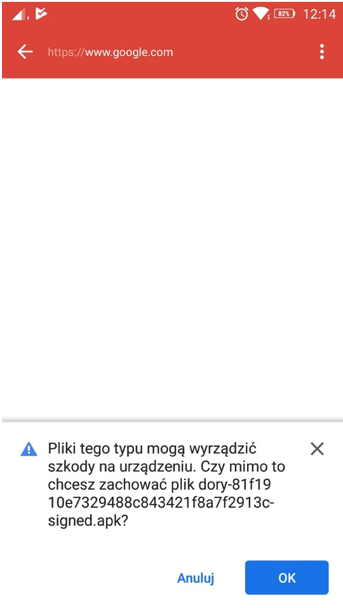 82% 12:14
https://www.google.com
Pliki tego typu mogą wyrządzić
szkody na urządzeniu. Czy mimo to
chcesz zachować plik dory-81f19
10e7329488c843421f8a7f2913c-
signed.apk?
Anuluj OK